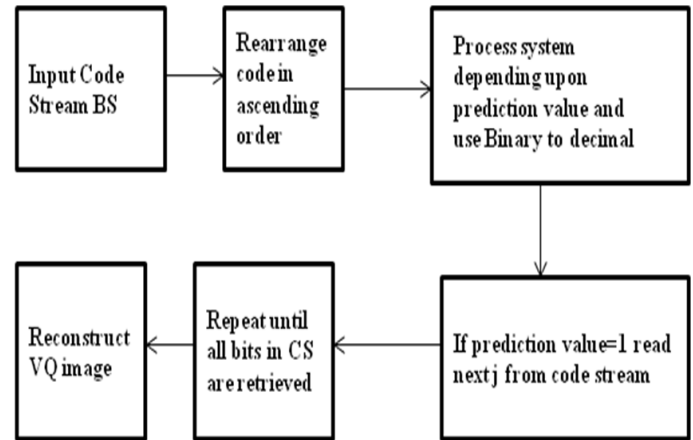 Input Code
Stream BS
Rearrange
code in
ascending
order
Process system
depending upon
prediction value and
use Binary to decimal
If prediction value=1 read
next j from code stream
Repeat until
all bits in CS
are retrieved
Reconstruct
VQ image